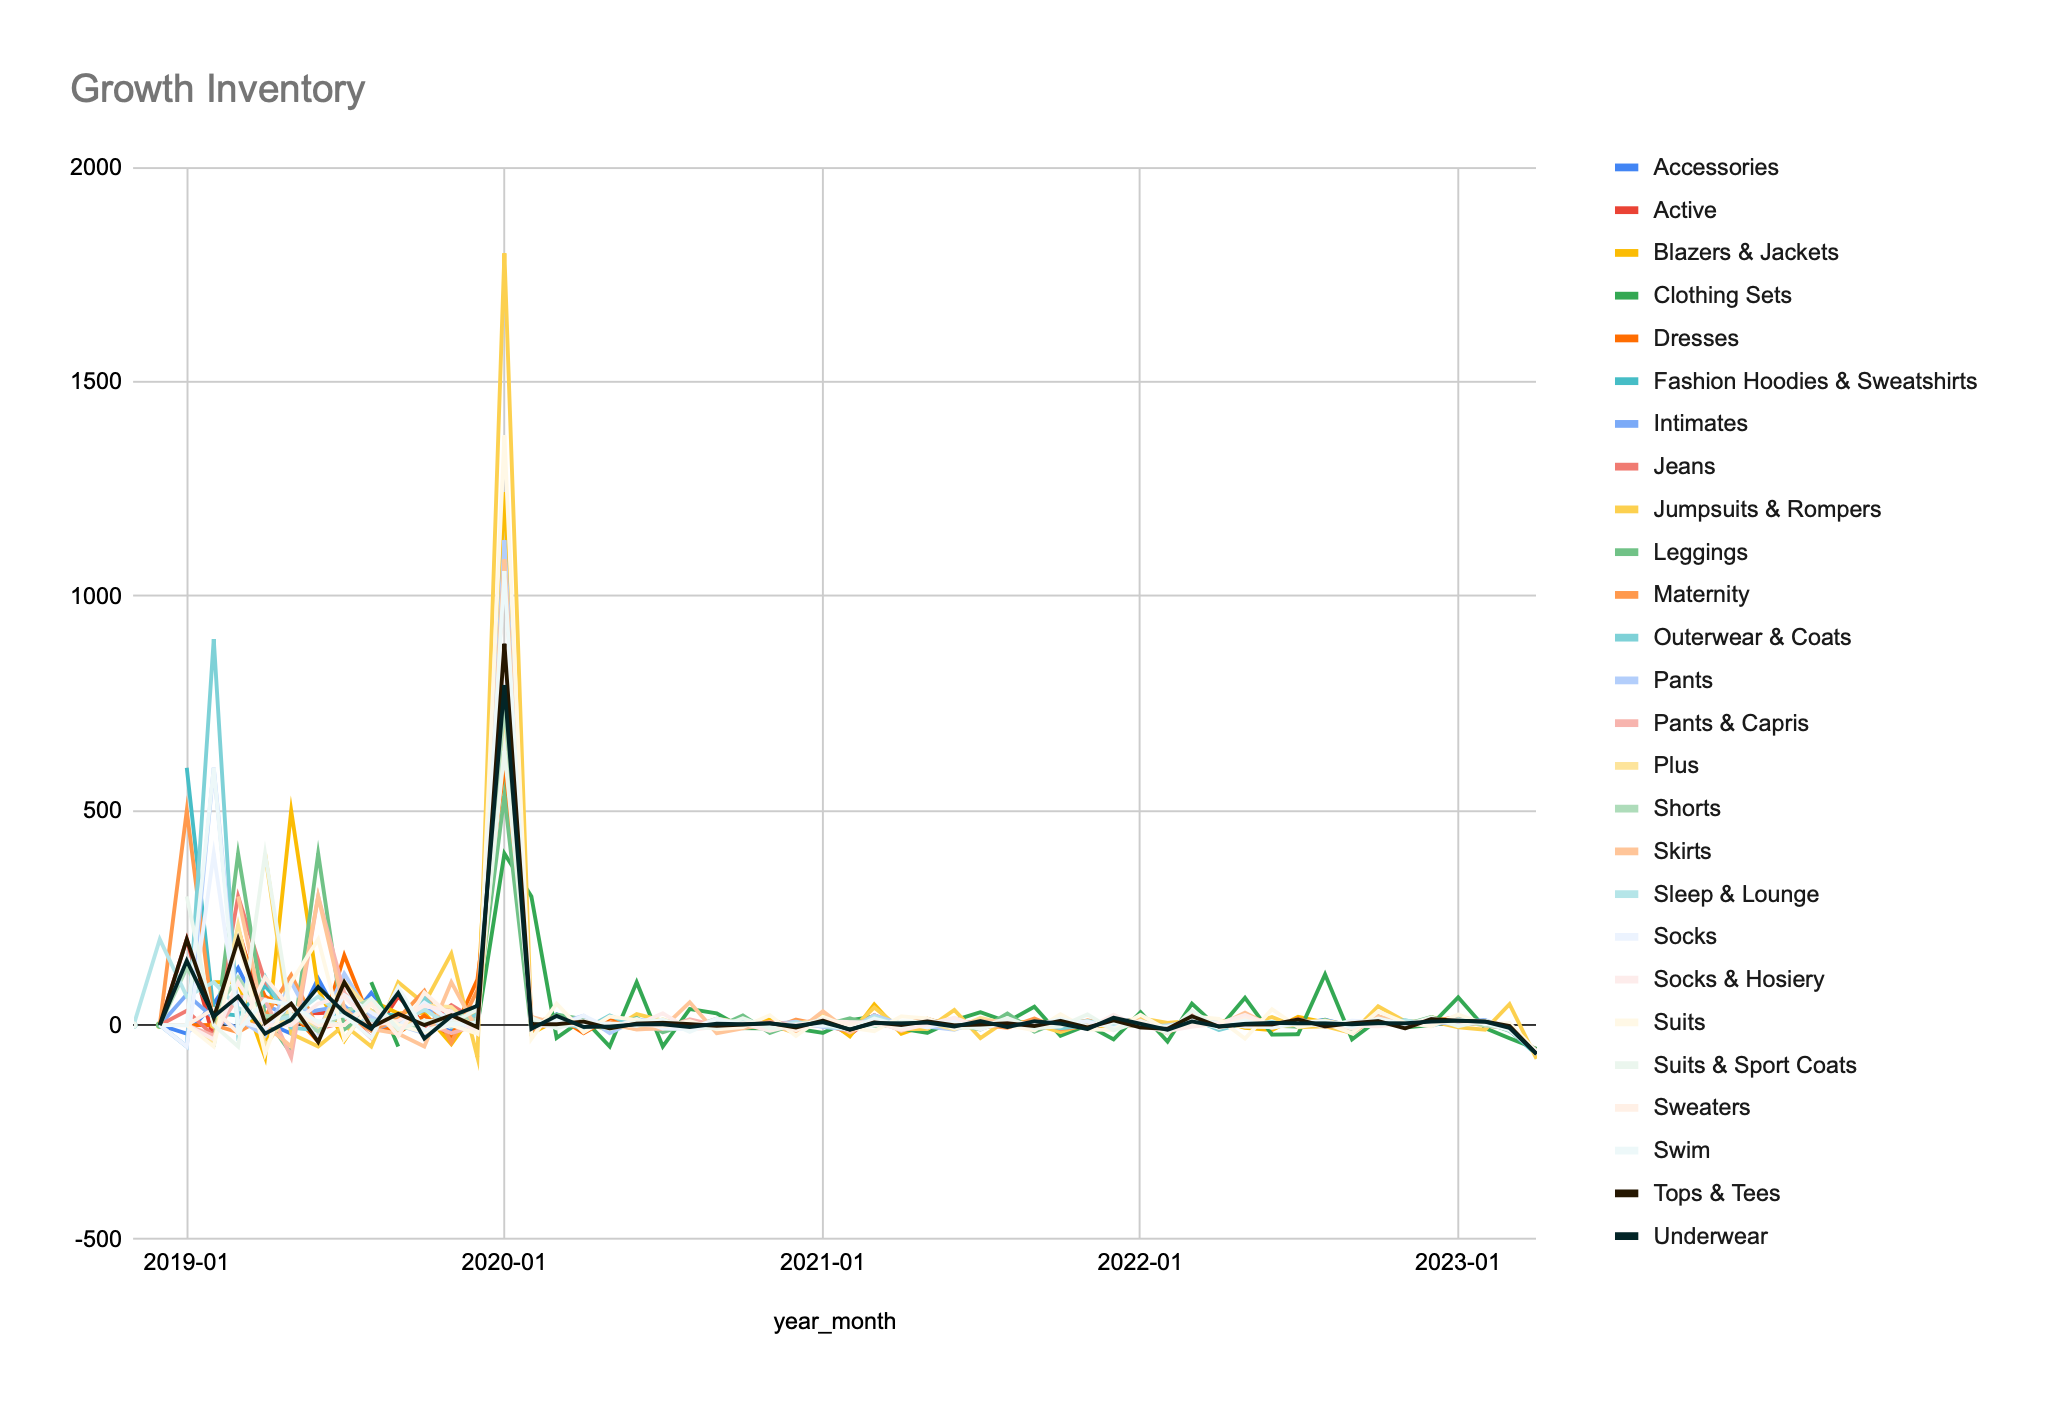 Growth Inventory
2000
1500
1000
500
0
-500
2019-01
2020-01
2021-01
2022-01
2023-01
year_month
Accessories
Active
Blazers & Jackets
Clothing Sets
Dresses
Fashion Hoodies & Sweatshirts
Intimates
Jeans
Jumpsuits & Rompers
Leggings
Maternity
Outerwear & Coats
Pants
Pants & Capris
Plus
Shorts
Skirts
Sleep & Lounge
Socks
Socks & Hosiery
Suits
Suits & Sport Coats
Sweaters
Swim
Tops & Tees
Underwear